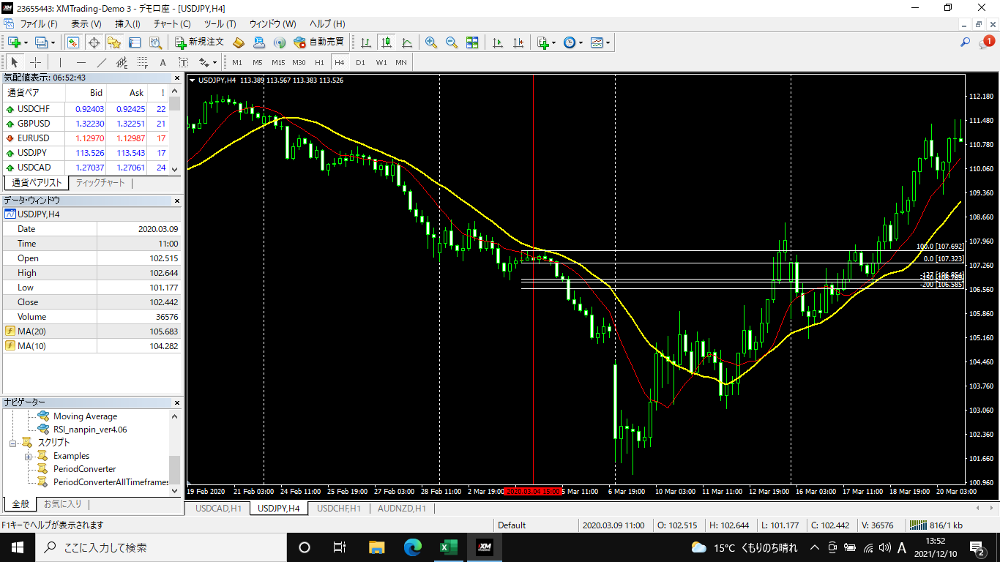 23655443: XMTrading-Demo 3 - デモ口座 - [USDJPY,H4]
ファイル (F) 表示 (V) 挿入(I) チャート (C) ツール (T) ウィンドウ (W) ヘルプ (H)
新規注文 自動売買 1
A T M1 M5 M15 M30 H1 H4 D1 W1 MN
気配値表示: 06:52:43
通貨ペア Bid Ask !
USDCHF 0.92403 0.92425 22
GBPUSD 1.32230 1.32251 21
EURUSD 1.12970 1.12987 17
USDJPY 113.526 113.543 17
USDCAD 1.27037 1.27061 24
通貨ペアリスト ティックチャート
データ・ウィンドウ
USDJPY,H4
Date 2020.03.09
Time 11:00
Open 102.515
High 102.644
Low 101.177
Close 102.442
Volume 36576
MA(20) 105.683
MA(10) 104.282
ナビゲーター
Moving Average
RSI_nanpin_ver4.06
スクリプト
Examples
PeriodConverter
PeriodConverterAllTimeframes
全般 お気に入り
USDJPY,H4 113.389 113.567 113.383 113.526
112.180
111.480
110.780
110.060
109.360
108.660
107.960
107.260
106.560
105.860
105.160
104.460
103.760
103.060
102.360
101.660
100.960
100.0 [107.692]
0.0 [107.323]
-127 [106.854]
-200 [106.585]
19 Feb 2020 21 Feb 03:00 24 Feb 11:00 25 Feb 19:00 27 Feb 03:00 28 Feb 11:00 2 Mar 19:00 2020.03.04 15:00 5 Mar 11:00 6 Mar 19:00 10 Mar 03:00 11 Mar 11:00 12 Mar 19:00 16 Mar 03:00 17 Mar 11:00 18 Mar 19:00 20 Mar 03:00
USDCAD,H1 USDJPY,H4 USDCHF,H1 AUDNZD,H1
F1キーでヘルプが表示されます Default 2020.03.09 11:00 O: 102.515 H: 102.644 L: 101.177 C: 102.442 V: 36576 816/1 kb
ここに入力して検索 XM 15°C くもりのち晴れ A 13:52
2021/12/10 2